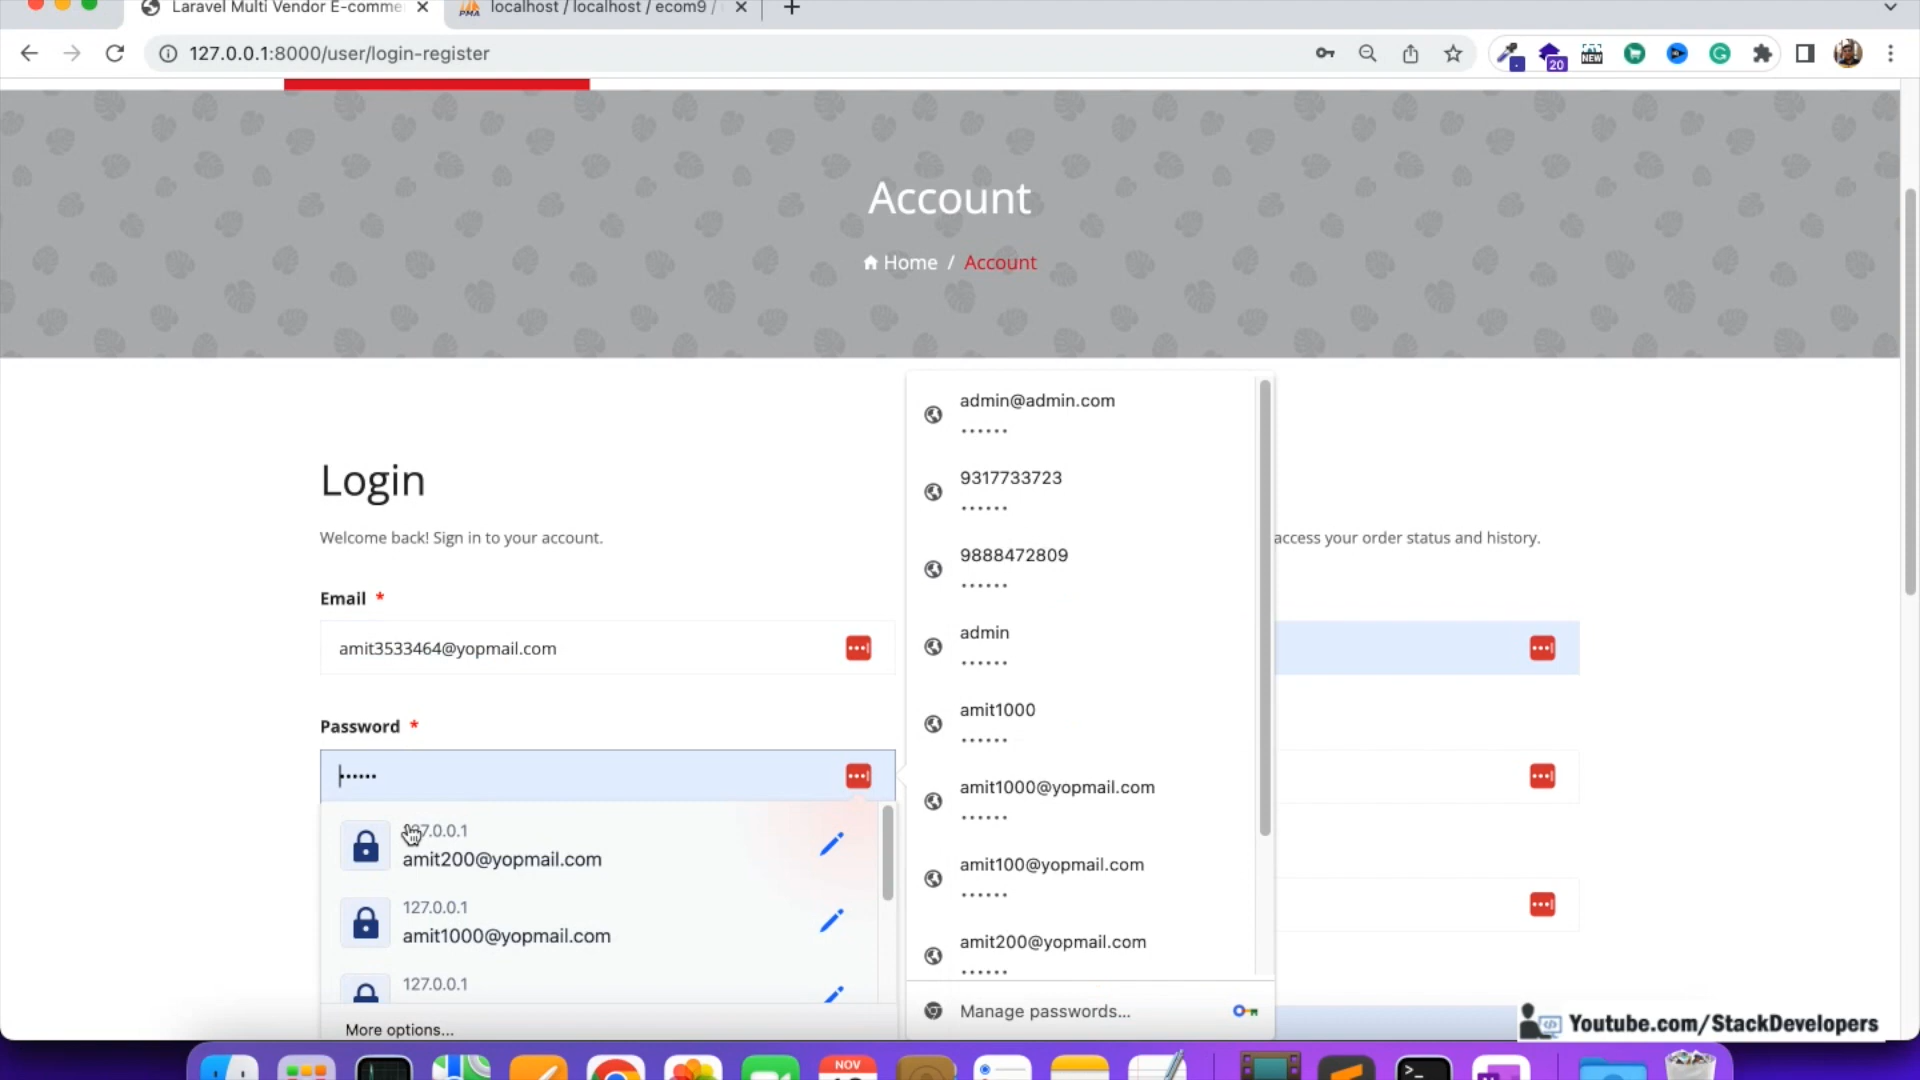 Laravel Multi Vendor E-comme
localhost / localhost / ecom9 /
127.0.0.1:8000/user/login-register
20
NEW
Account
Home / Account
Login
Welcome back! Sign in to your account.
access your order status and history.
Email *
amit3533464@yopmail.com
Password *
••••••
127.0.0.1
amit200@yopmail.com
127.0.0.1
amit1000@yopmail.com
127.0.0.1
More options...
admin@admin.com
••••••
9317733723
••••••
9888472809
••••••
admin
••••••
amit1000
••••••
amit1000@yopmail.com
••••••
amit100@yopmail.com
••••••
amit200@yopmail.com
••••••
Manage passwords...
Youtube.com/StackDevelopers
NOV